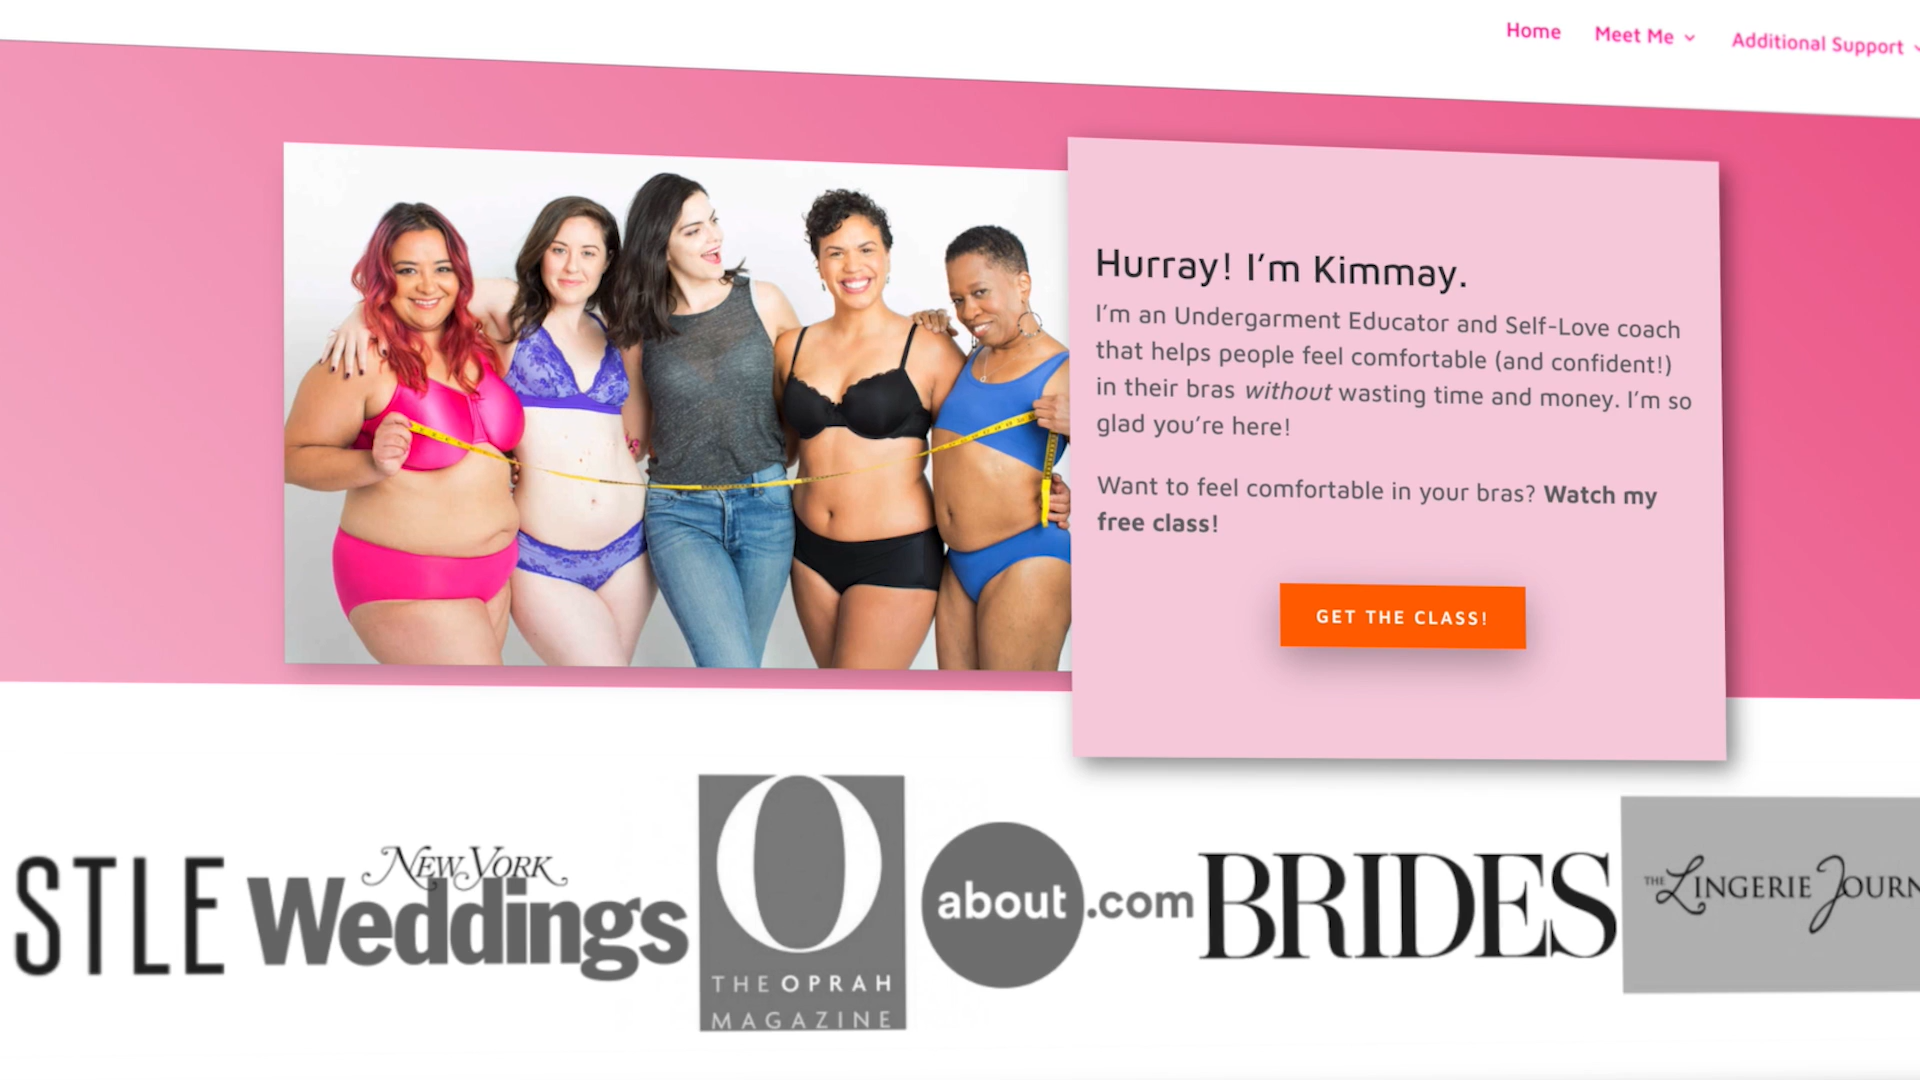 Home Meet Me Additional Support
Hurray! I'm Kimmay.
I'm an Undergarment Educator and Self-Love coach
that helps people feel comfortable (and confident!)
in their bras without wasting time and money. I'm so
glad you're here!
Want to feel comfortable in your bras? Watch my
free class!
GET THE CLASS!
STLE
NEW YORK
Weddings
O
THE OPRAH
MAGAZINE
about.com
BRIDES
THE LINGERIE JOURN